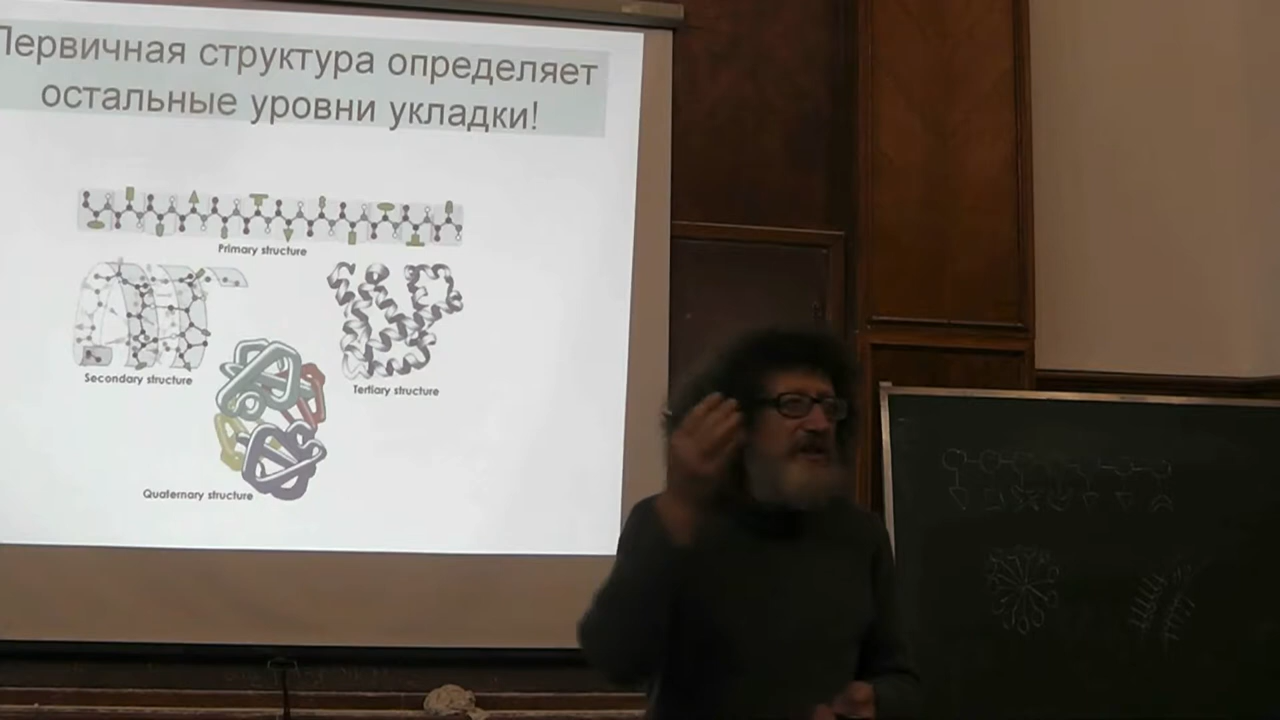 Первичная структура определяет
остальные уровни укладки!
Primary structure
Secondary structure
Tertiary structure
Quaternary structure